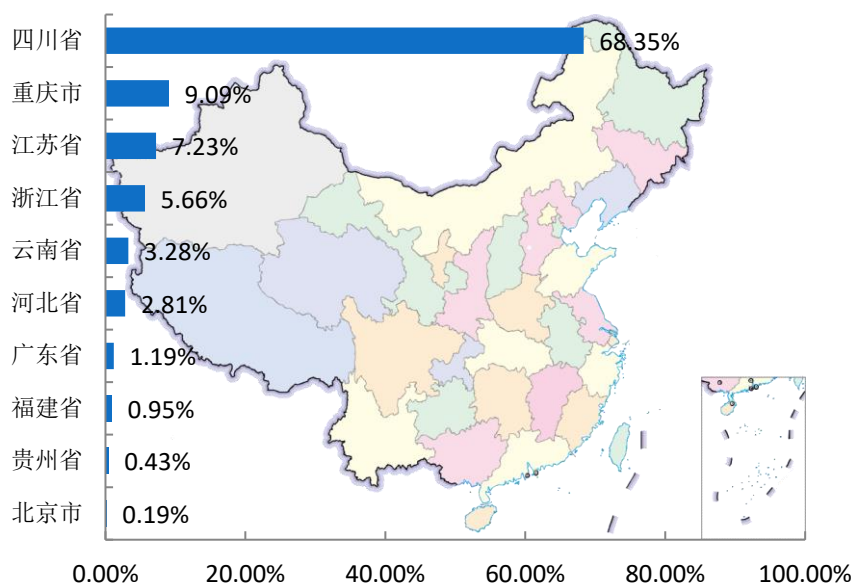 四川省 68.35%
重庆市 9.09%
江苏省 7.23%
浙江省 5.66%
云南省 3.28%
河北省 2.81%
广东省 1.19%
福建省 0.95%
贵州省 0.43%
北京市 0.19%
0.00% 20.00% 40.00% 60.00% 80.00% 100.00%